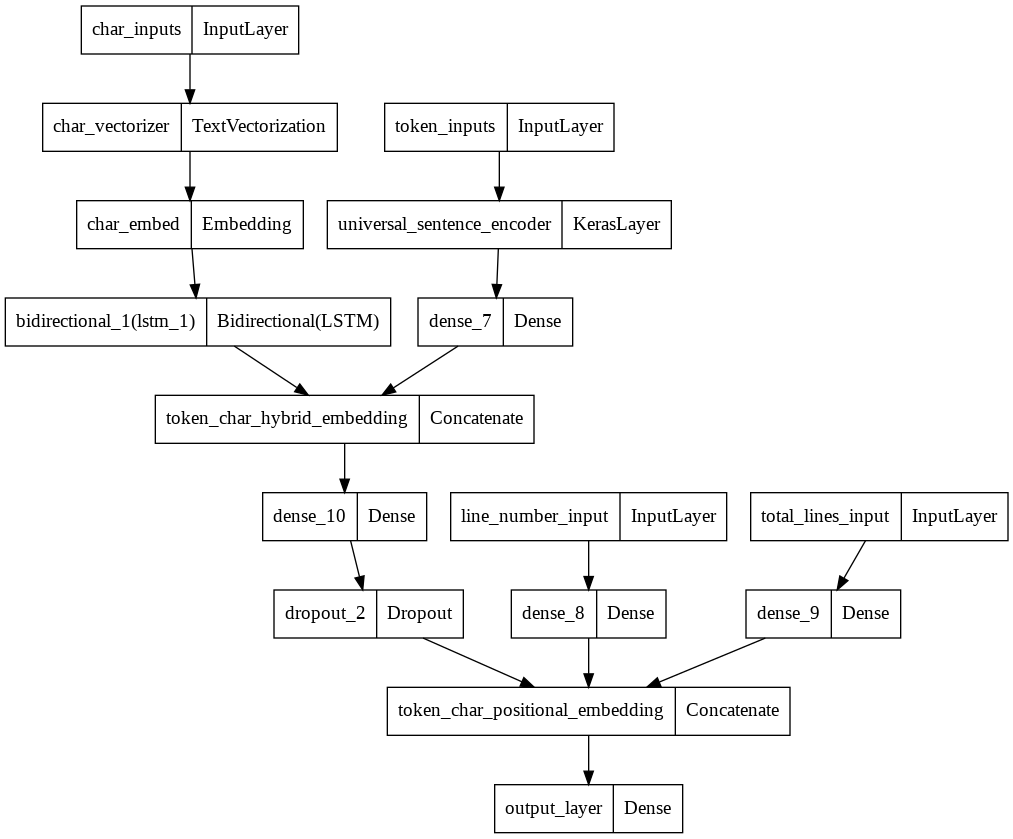 char_inputs InputLayer
char_vectorizer TextVectorization
token_inputs InputLayer
char_embed Embedding
universal_sentence_encoder KerasLayer
bidirectional_1(lstm_1) Bidirectional(LSTM)
dense_7 Dense
token_char_hybrid_embedding Concatenate
dense_10 Dense
line_number_input InputLayer
total_lines_input InputLayer
dropout_2 Dropout
dense_8 Dense
dense_9 Dense
token_char_positional_embedding Concatenate
output_layer Dense